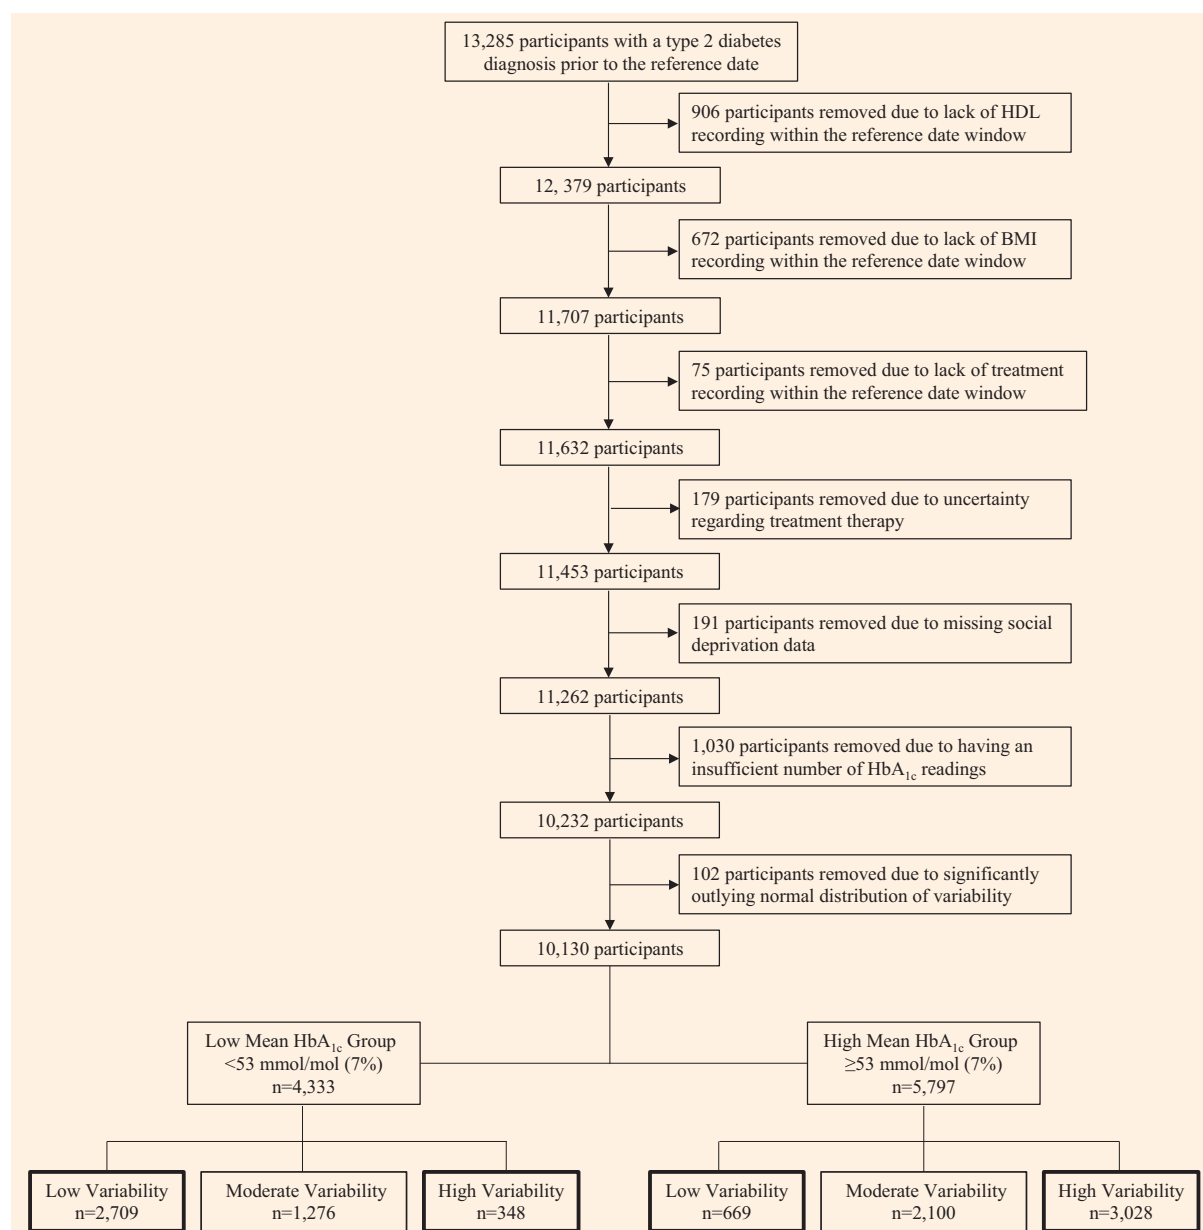 13,285 participants with a type 2 diabetes
diagnosis prior to the reference date
906 participants removed due to lack of HDL
recording within the reference date window
12, 379 participants
672 participants removed due to lack of BMI
recording within the reference date window
11,707 participants
75 participants removed due to lack of treatment
recording within the reference date window
11,632 participants
179 participants removed due to uncertainty
regarding treatment therapy
11,453 participants
191 participants removed due to missing social
deprivation data
11,262 participants
1,030 participants removed due to having an
insufficient number of HbA1c readings
10,232 participants
102 participants removed due to significantly
outlying normal distribution of variability
10,130 participants
Low Mean HbA1c Group
<53 mmol/mol (7%)
n=4,333
High Mean HbA1c Group
≥53 mmol/mol (7%)
n=5,797
Low Variability
n=2,709
Moderate Variability
n=1,276
High Variability
n=348
Low Variability
n=669
Moderate Variability
n=2,100
High Variability
n=3,028